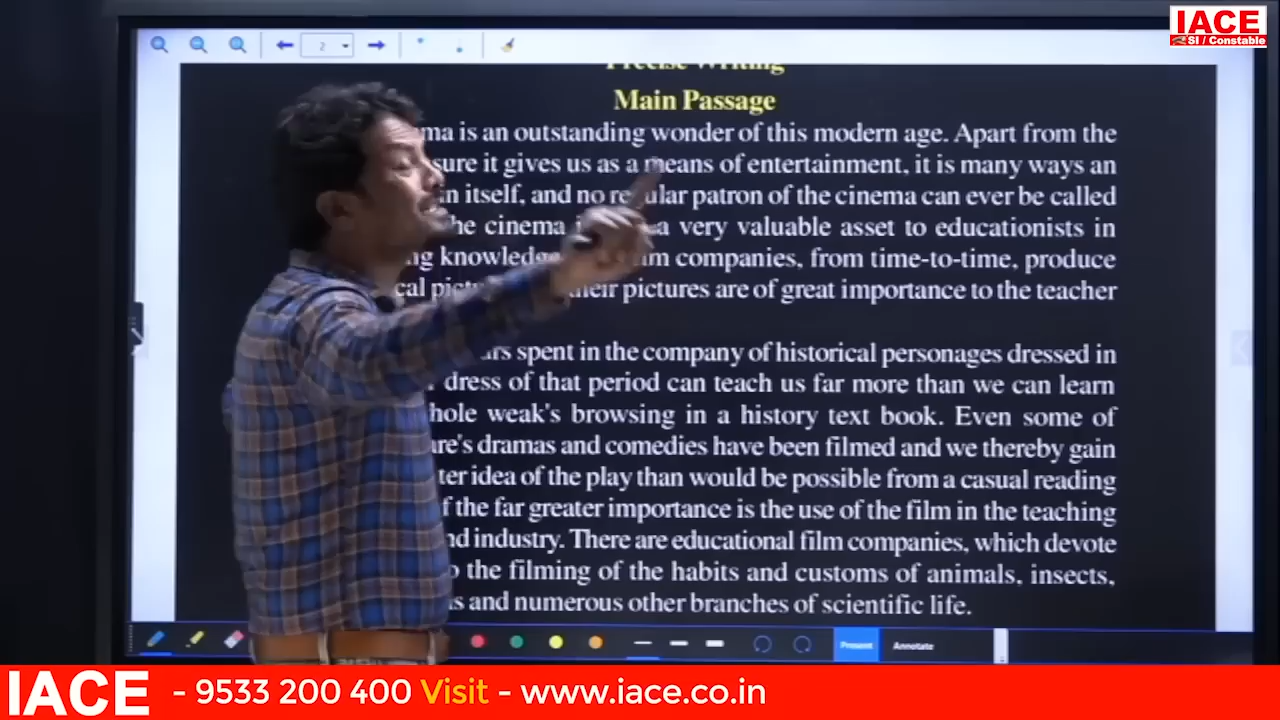 IACE
SI / Constable
2
Precise Writing
Main Passage
ma is an outstanding wonder of this modern age. Apart from the
sure it gives us as a means of entertainment, it is many ways an
n itself, and no regular patron of the cinema can ever be called
he cinema a very valuable asset to educationists in
ng knowledge companies, from time-to-time, produce
cal their pictures are of great importance to the teacher
urs spent in the company of historical personages dressed in
dress of that period can teach us far more than we can learn
hole weak's browsing in a history text book. Even some of
are's dramas and comedies have been filmed and we thereby gain
ter idea of the play than would be possible from a casual reading
f the far greater importance is the use of the film in the teaching
nd industry. There are educational film companies, which devote
o the filming of the habits and customs of animals, insects,
s and numerous other branches of scientific life.
Present
Annotate
IACE - 9533 200 400 Visit - www.iace.co.in